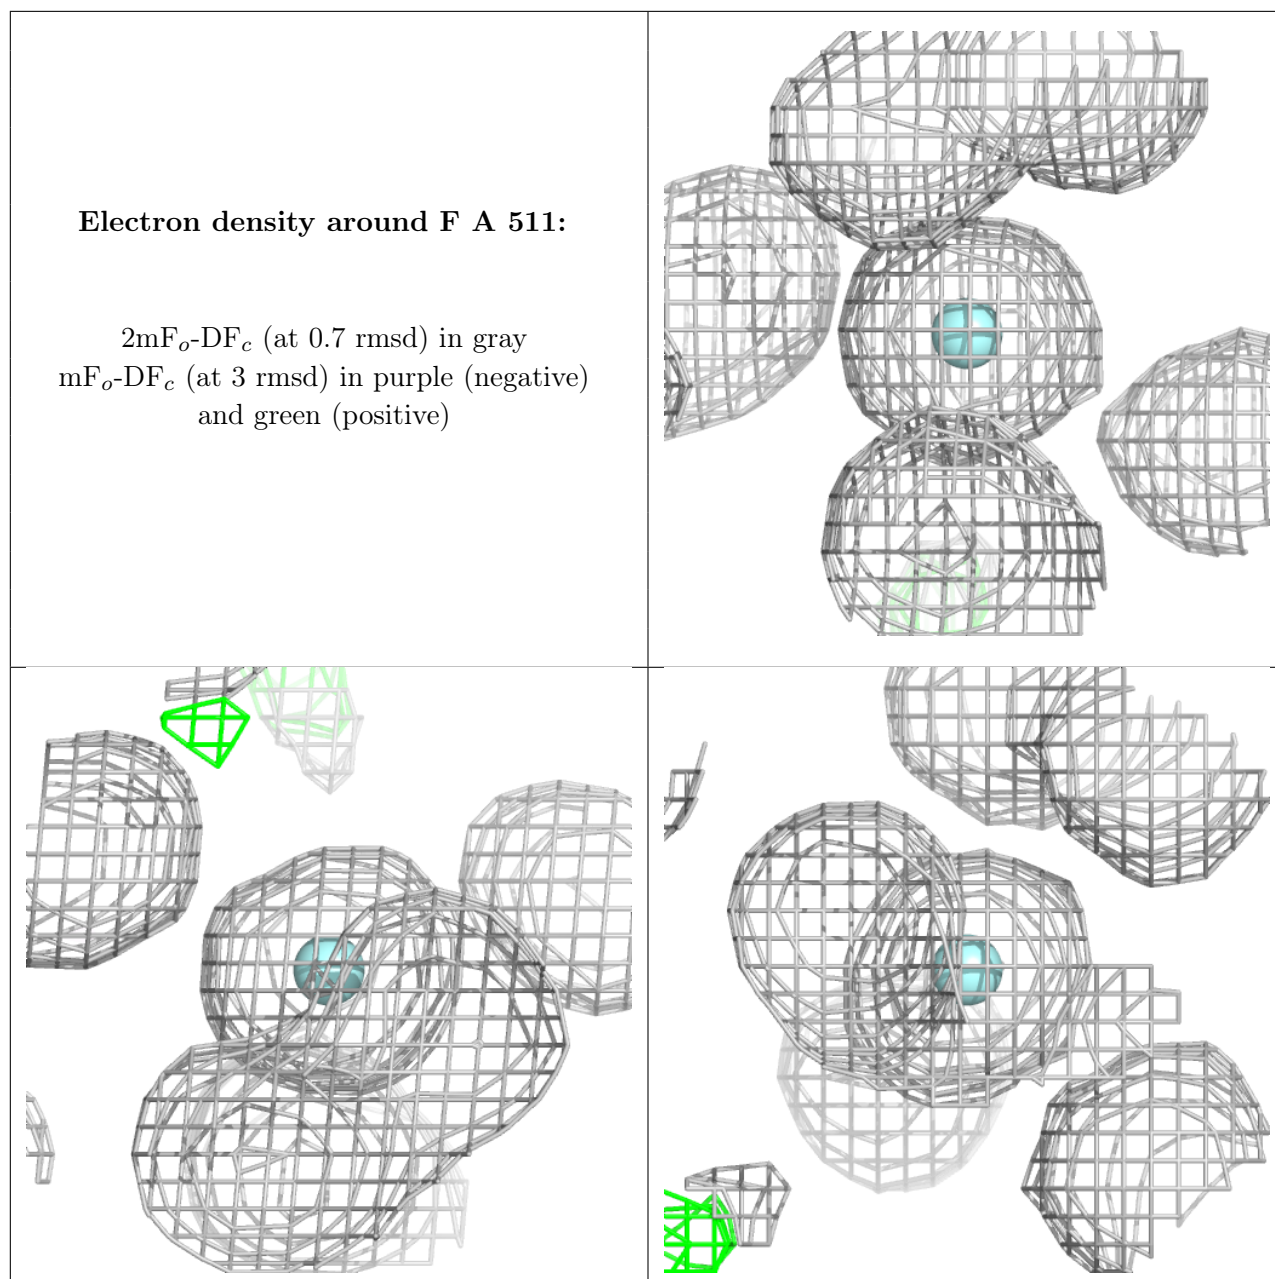 Electron density around F A 511:
2mFo-DFc (at 0.7 rmsd) in gray
mFo-DFc (at 3 rmsd) in purple (negative)
and green (positive)